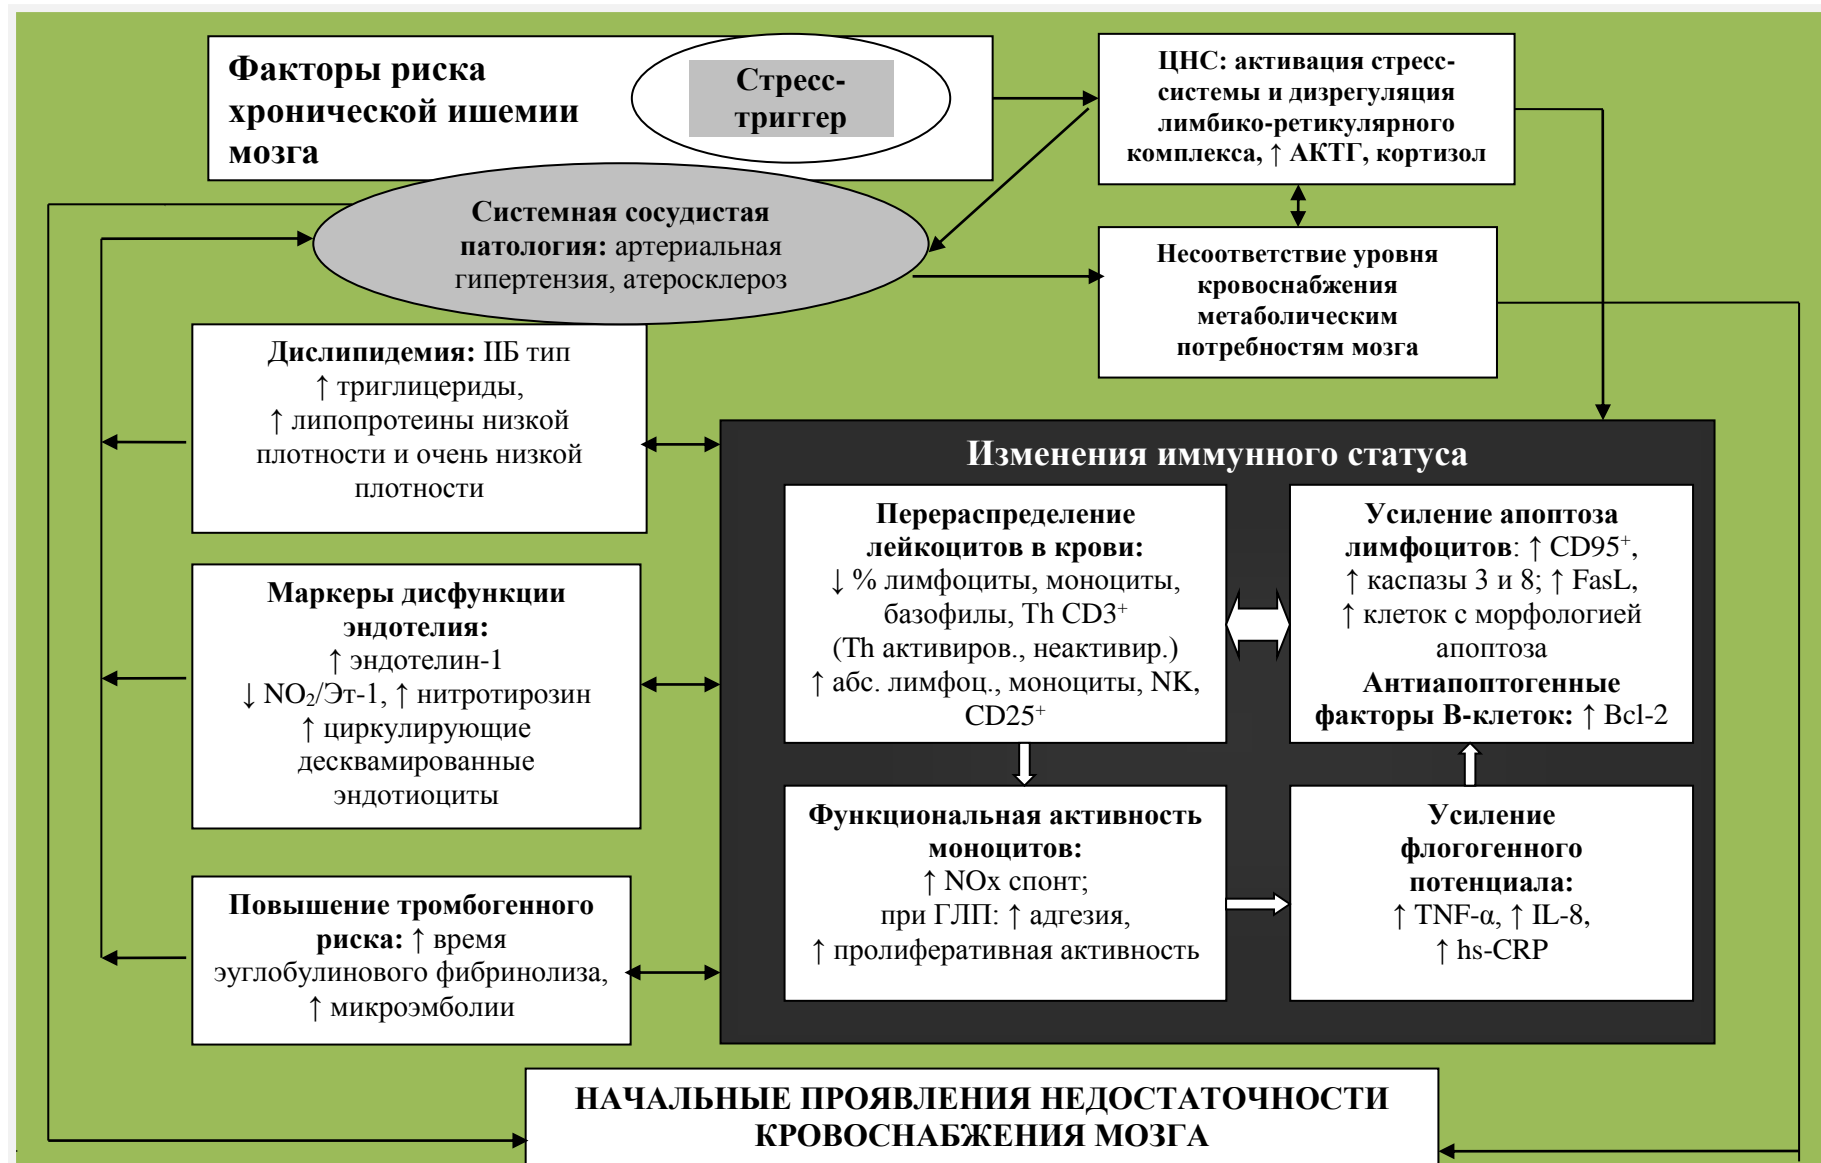 Факторы риска
хронической ишемии
мозга
Стресс-
триггер
ЦНС: активация стресс-
системы и дизрегуляция
лимбико-ретикулярного
комплекса, ↑ АКТГ, кортизол
Системная сосудистая
патология: артериальная
гипертензия, атеросклероз
Несоответствие уровня
кровоснабжения
метаболическим
потребностям мозга
Дислипидемия: IIБ тип
↑ триглицериды,
↑ липопротеины низкой
плотности и очень низкой
плотности
Маркеры дисфункции
эндотелия:
↑ эндотелин-1
↓ NO₂/Эт-1, ↑ нитротирозин
↑ циркулирующие
десквамированные
эндотиоциты
Повышение тромбогенного
риска: ↑ время
эуглобулинового фибринолиза,
↑ микроэмболии
Изменения иммунного статуса
Перераспределение
лейкоцитов в крови:
↓ % лимфоциты, моноциты,
базофилы, Th CD3⁺
(Th активиров., неактивир.)
↑ абс. лимфоц., моноциты, NK,
CD25⁺
Усиление апоптоза
лимфоцитов: ↑ CD95⁺,
↑ каспазы 3 и 8; ↑ FasL,
↑ клеток с морфологией
апоптоза
Антиапоптогенные
факторы В-клеток: ↑ Bcl-2
Функциональная активность
моноцитов:
↑ NOx спонт;
при ГЛП: ↑ адгезия,
↑ пролиферативная активность
Усиление
флогогенного
потенциала:
↑ TNF-α, ↑ IL-8,
↑ hs-CRP
НАЧАЛЬНЫЕ ПРОЯВЛЕНИЯ НЕДОСТАТОЧНОСТИ
КРОВОСНАБЖЕНИЯ МОЗГА